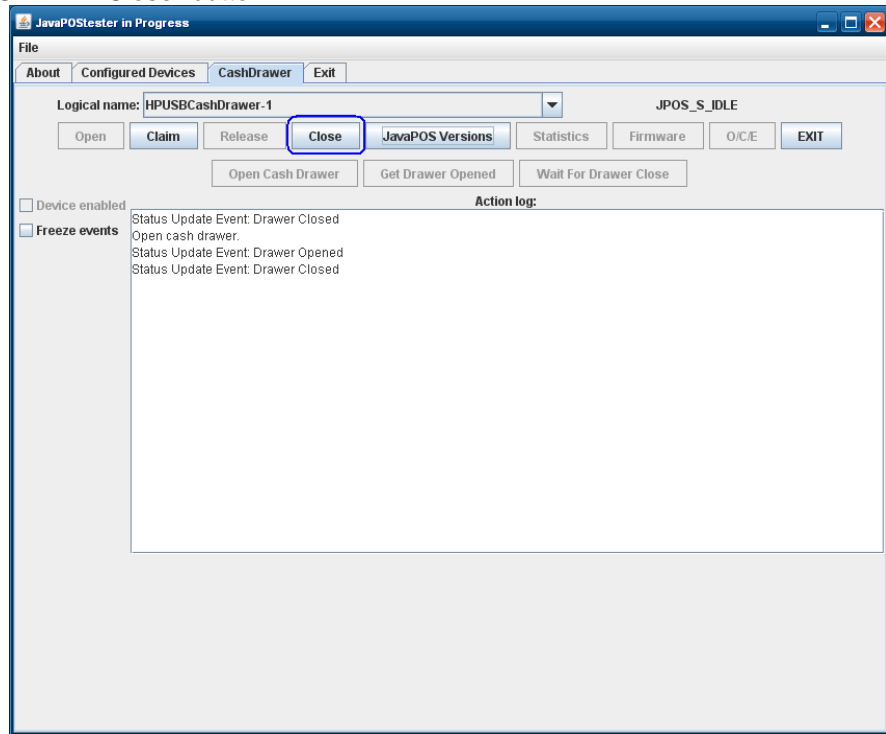 JavaPOStester in Progress
File
About Configured Devices CashDrawer Exit
Logical name: HPUSBCashDrawer-1 JPOS_S_IDLE
Open Claim Release Close JavaPOS Versions Statistics Firmware O/C/E EXIT
Open Cash Drawer Get Drawer Opened Wait For Drawer Close
Device enabled
Freeze events
Action log:
Status Update Event: Drawer Closed
Open cash drawer.
Status Update Event: Drawer Opened
Status Update Event: Drawer Closed